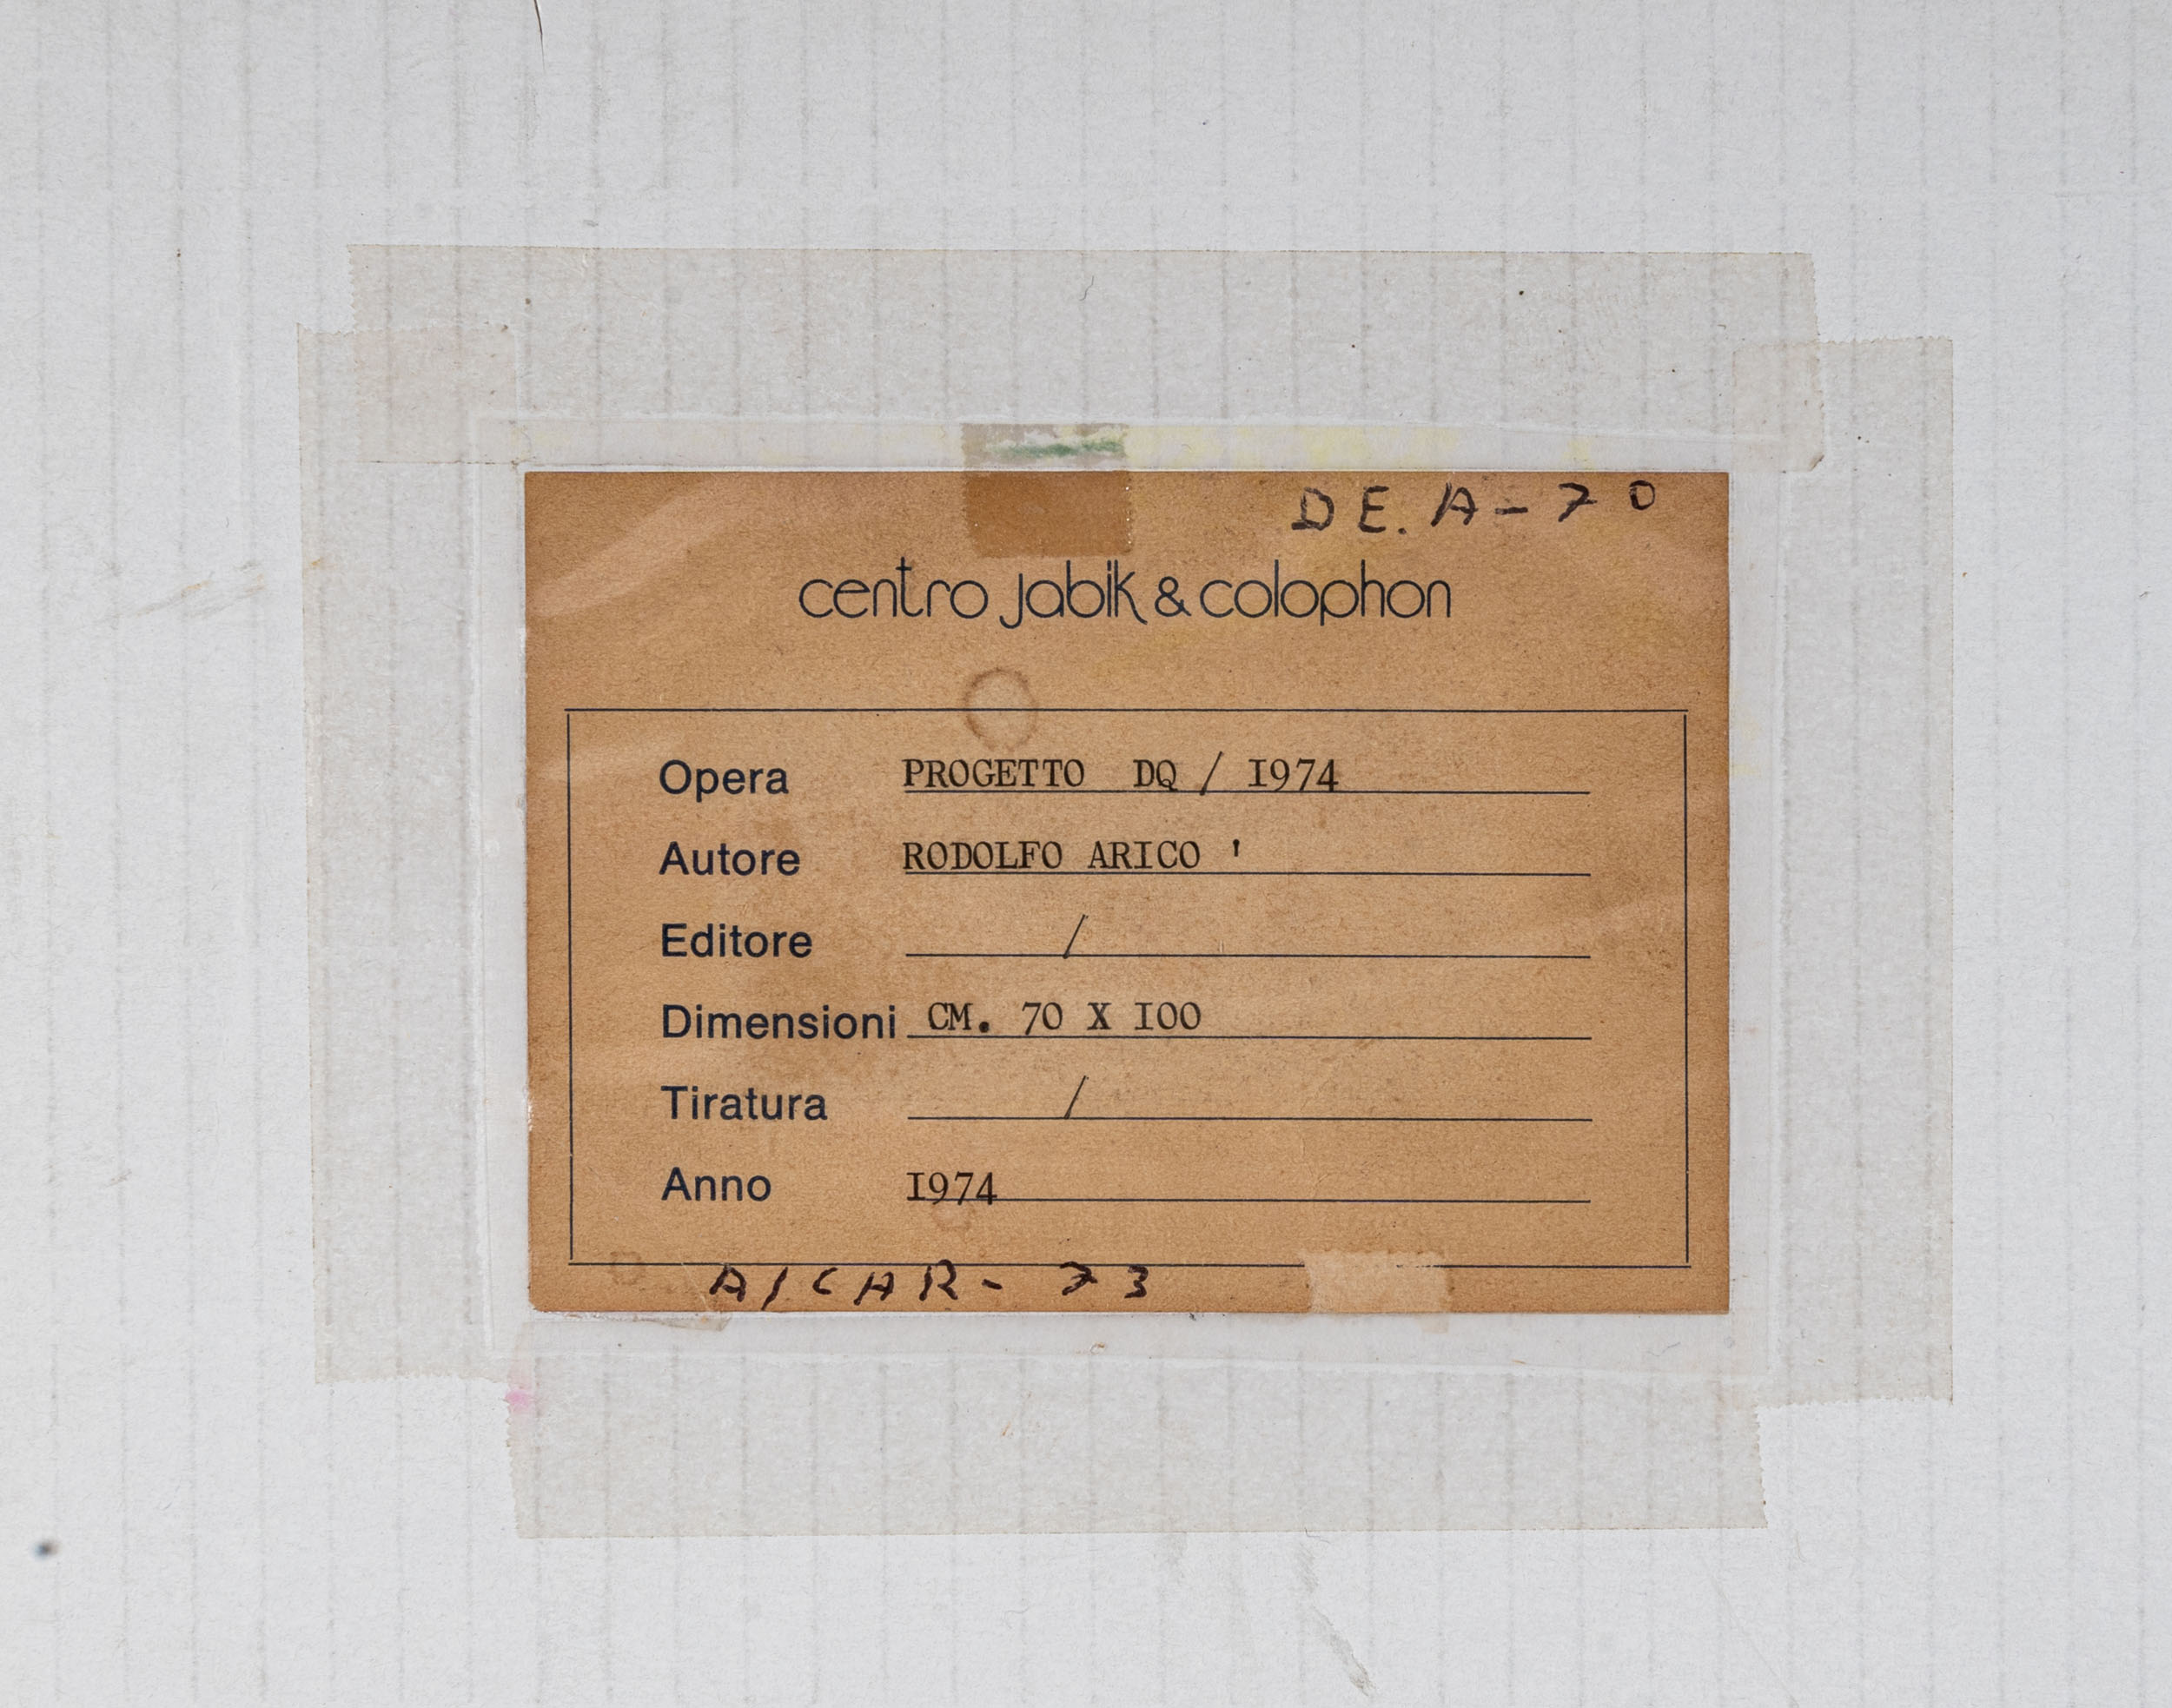 DE. A - 70
centro jabik & colophon
Opera PROGETTO DQ / I974
Autore RODOLFO ARICO '
Editore /
Dimensioni CM. 70 X I00
Tiratura /
Anno I974
A/CAR - 73